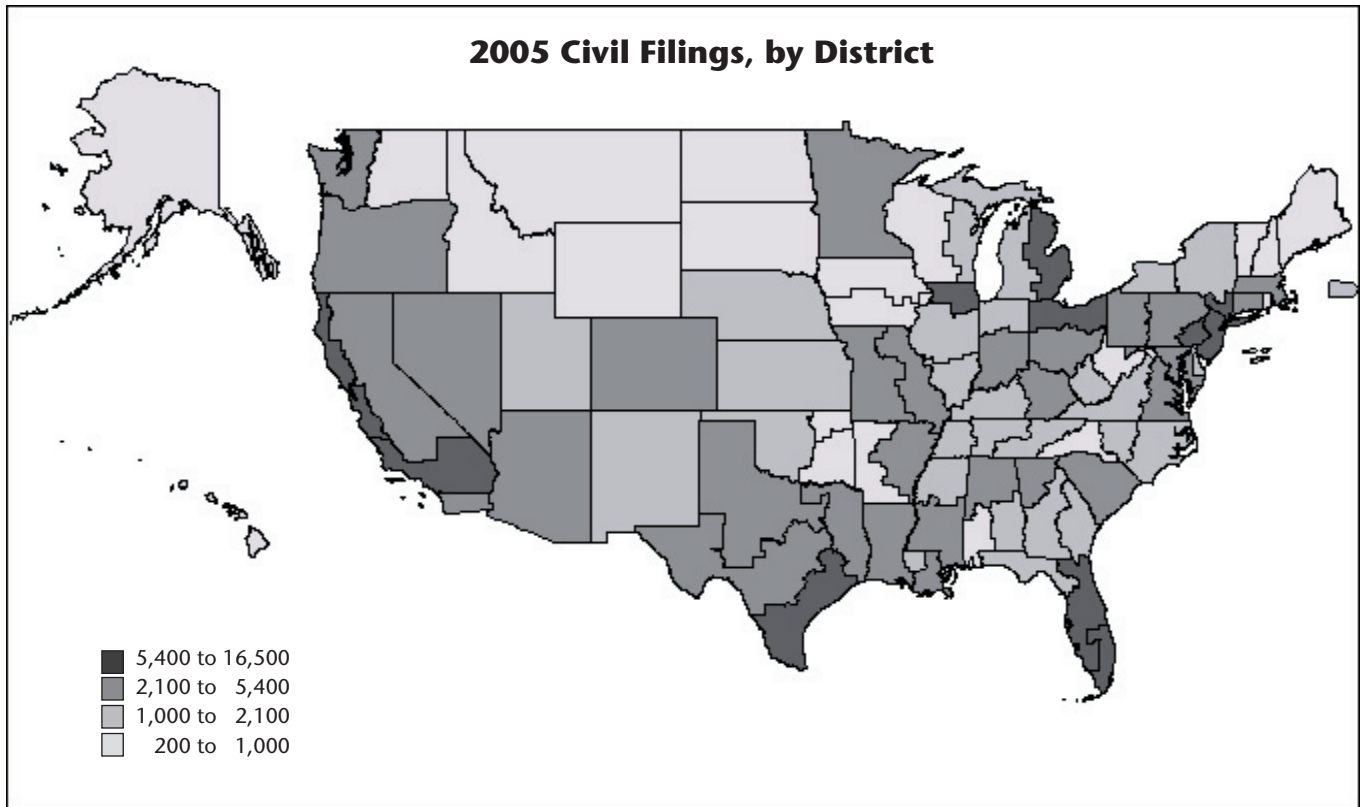 2005 Civil Filings, by District
5,400 to 16,500
2,100 to 5,400
1,000 to 2,100
200 to 1,000